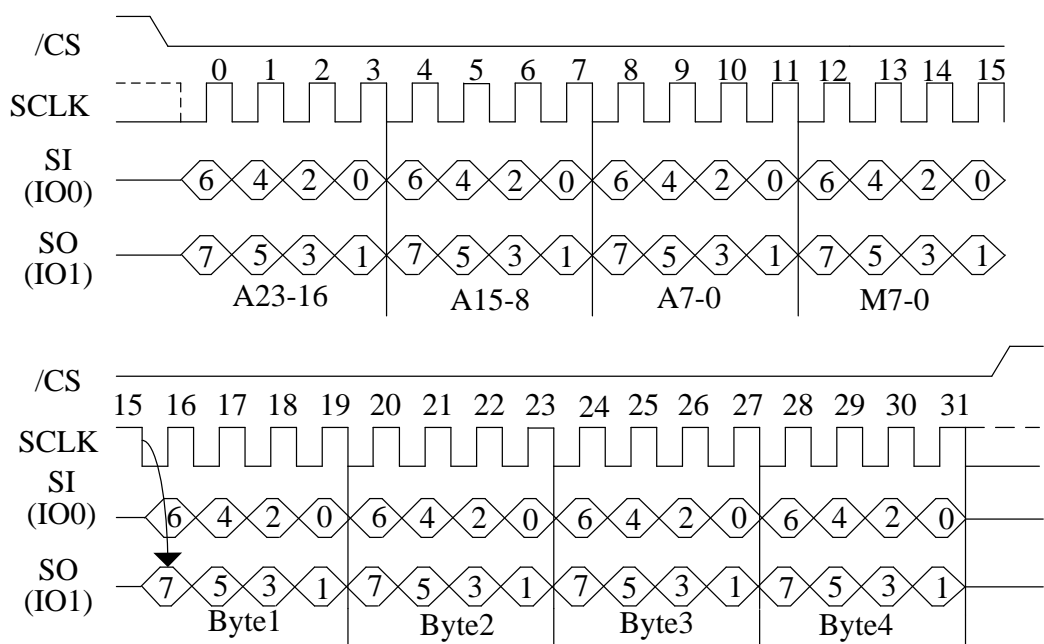 /CS
0 1 2 3 4 5 6 7 8 9 10 11 12 13 14 15
SCLK
SI
(IO0)
6 4 2 0 6 4 2 0 6 4 2 0 6 4 2 0
SO
(IO1)
7 5 3 1 7 5 3 1 7 5 3 1 7 5 3 1
A23-16 A15-8 A7-0 M7-0
/CS
15 16 17 18 19 20 21 22 23 24 25 26 27 28 29 30 31
SCLK
SI
(IO0)
6 4 2 0 6 4 2 0 6 4 2 0 6 4 2 0
SO
(IO1)
7 5 3 1 7 5 3 1 7 5 3 1 7 5 3 1
Byte1 Byte2 Byte3 Byte4